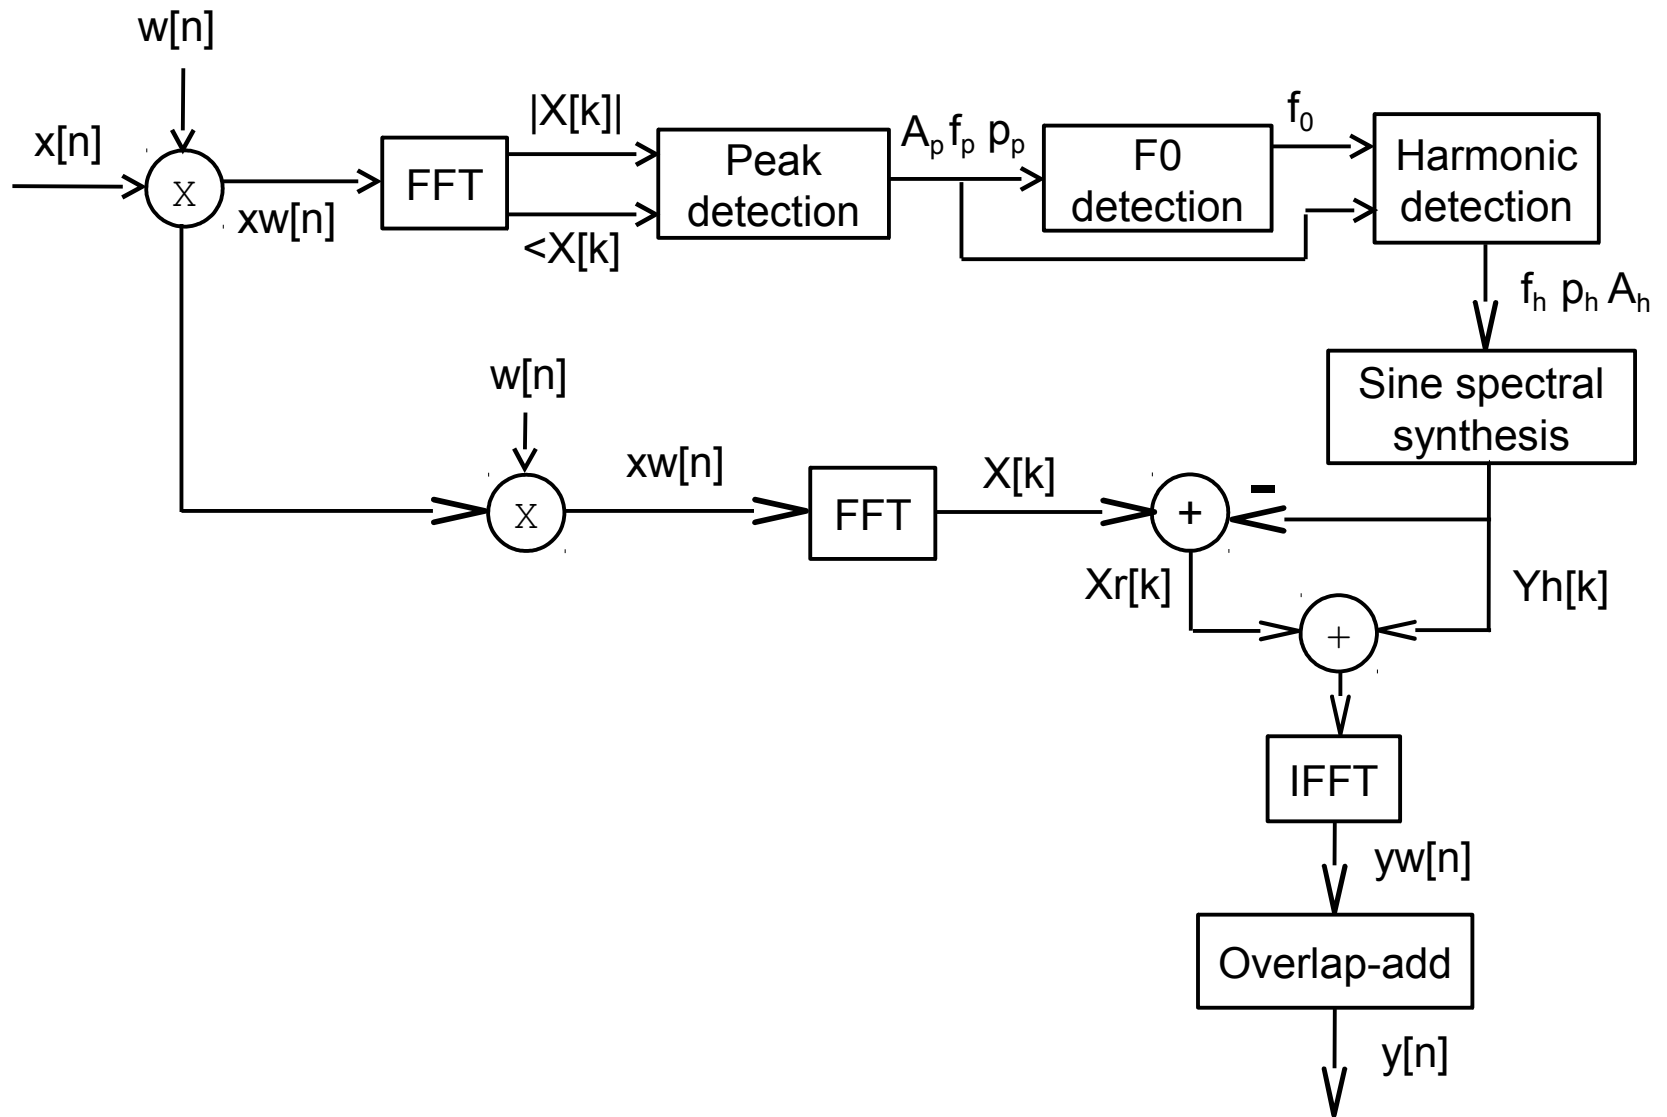 w[n]
x[n]
X
xw[n]
FFT
|X[k]|
<X[k]
Peak
detection
Aₚ fₚ pₚ
F0
detection
f₀
Harmonic
detection
fₕ pₕ Aₕ
Sine spectral
synthesis
w[n]
X
xw[n]
FFT
X[k]
+
-
Xr[k]
Yh[k]
+
IFFT
yw[n]
Overlap-add
y[n]